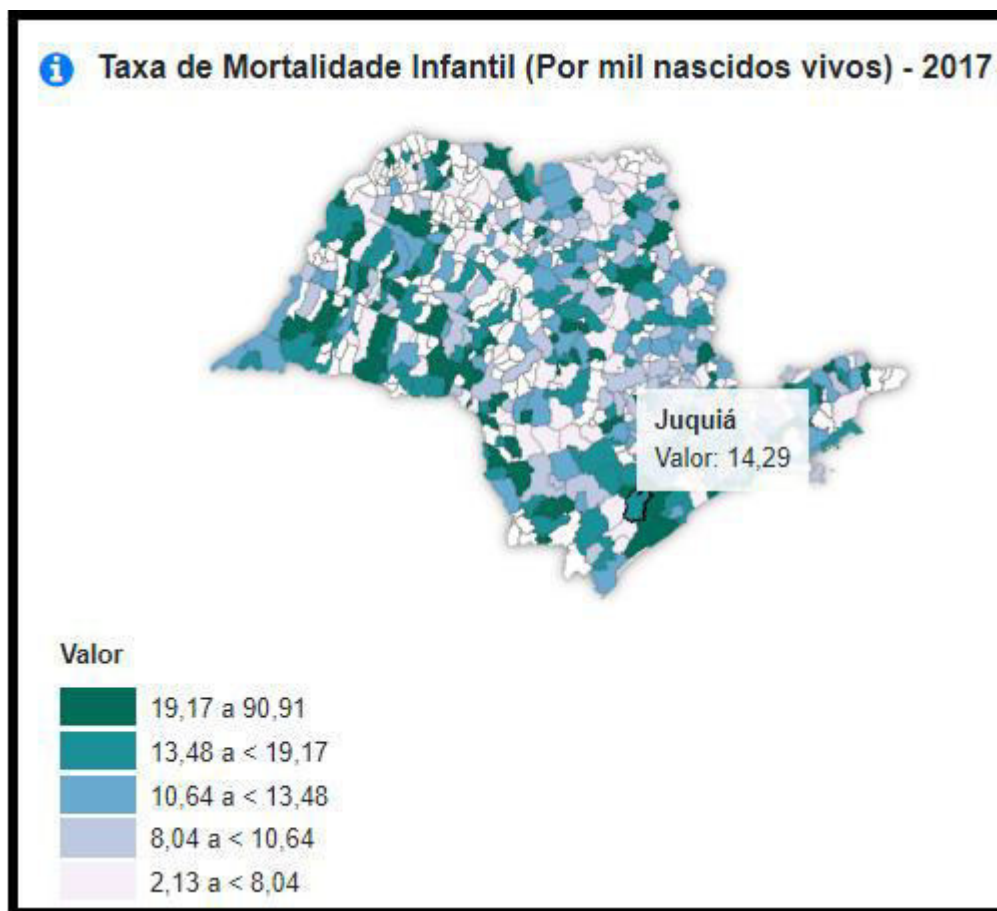 Taxa de Mortalidade Infantil (Por mil nascidos vivos) - 2017
Juquiá
Valor: 14,29
Valor
19,17 a 90,91
13,48 a < 19,17
10,64 a < 13,48
8,04 a < 10,64
2,13 a < 8,04